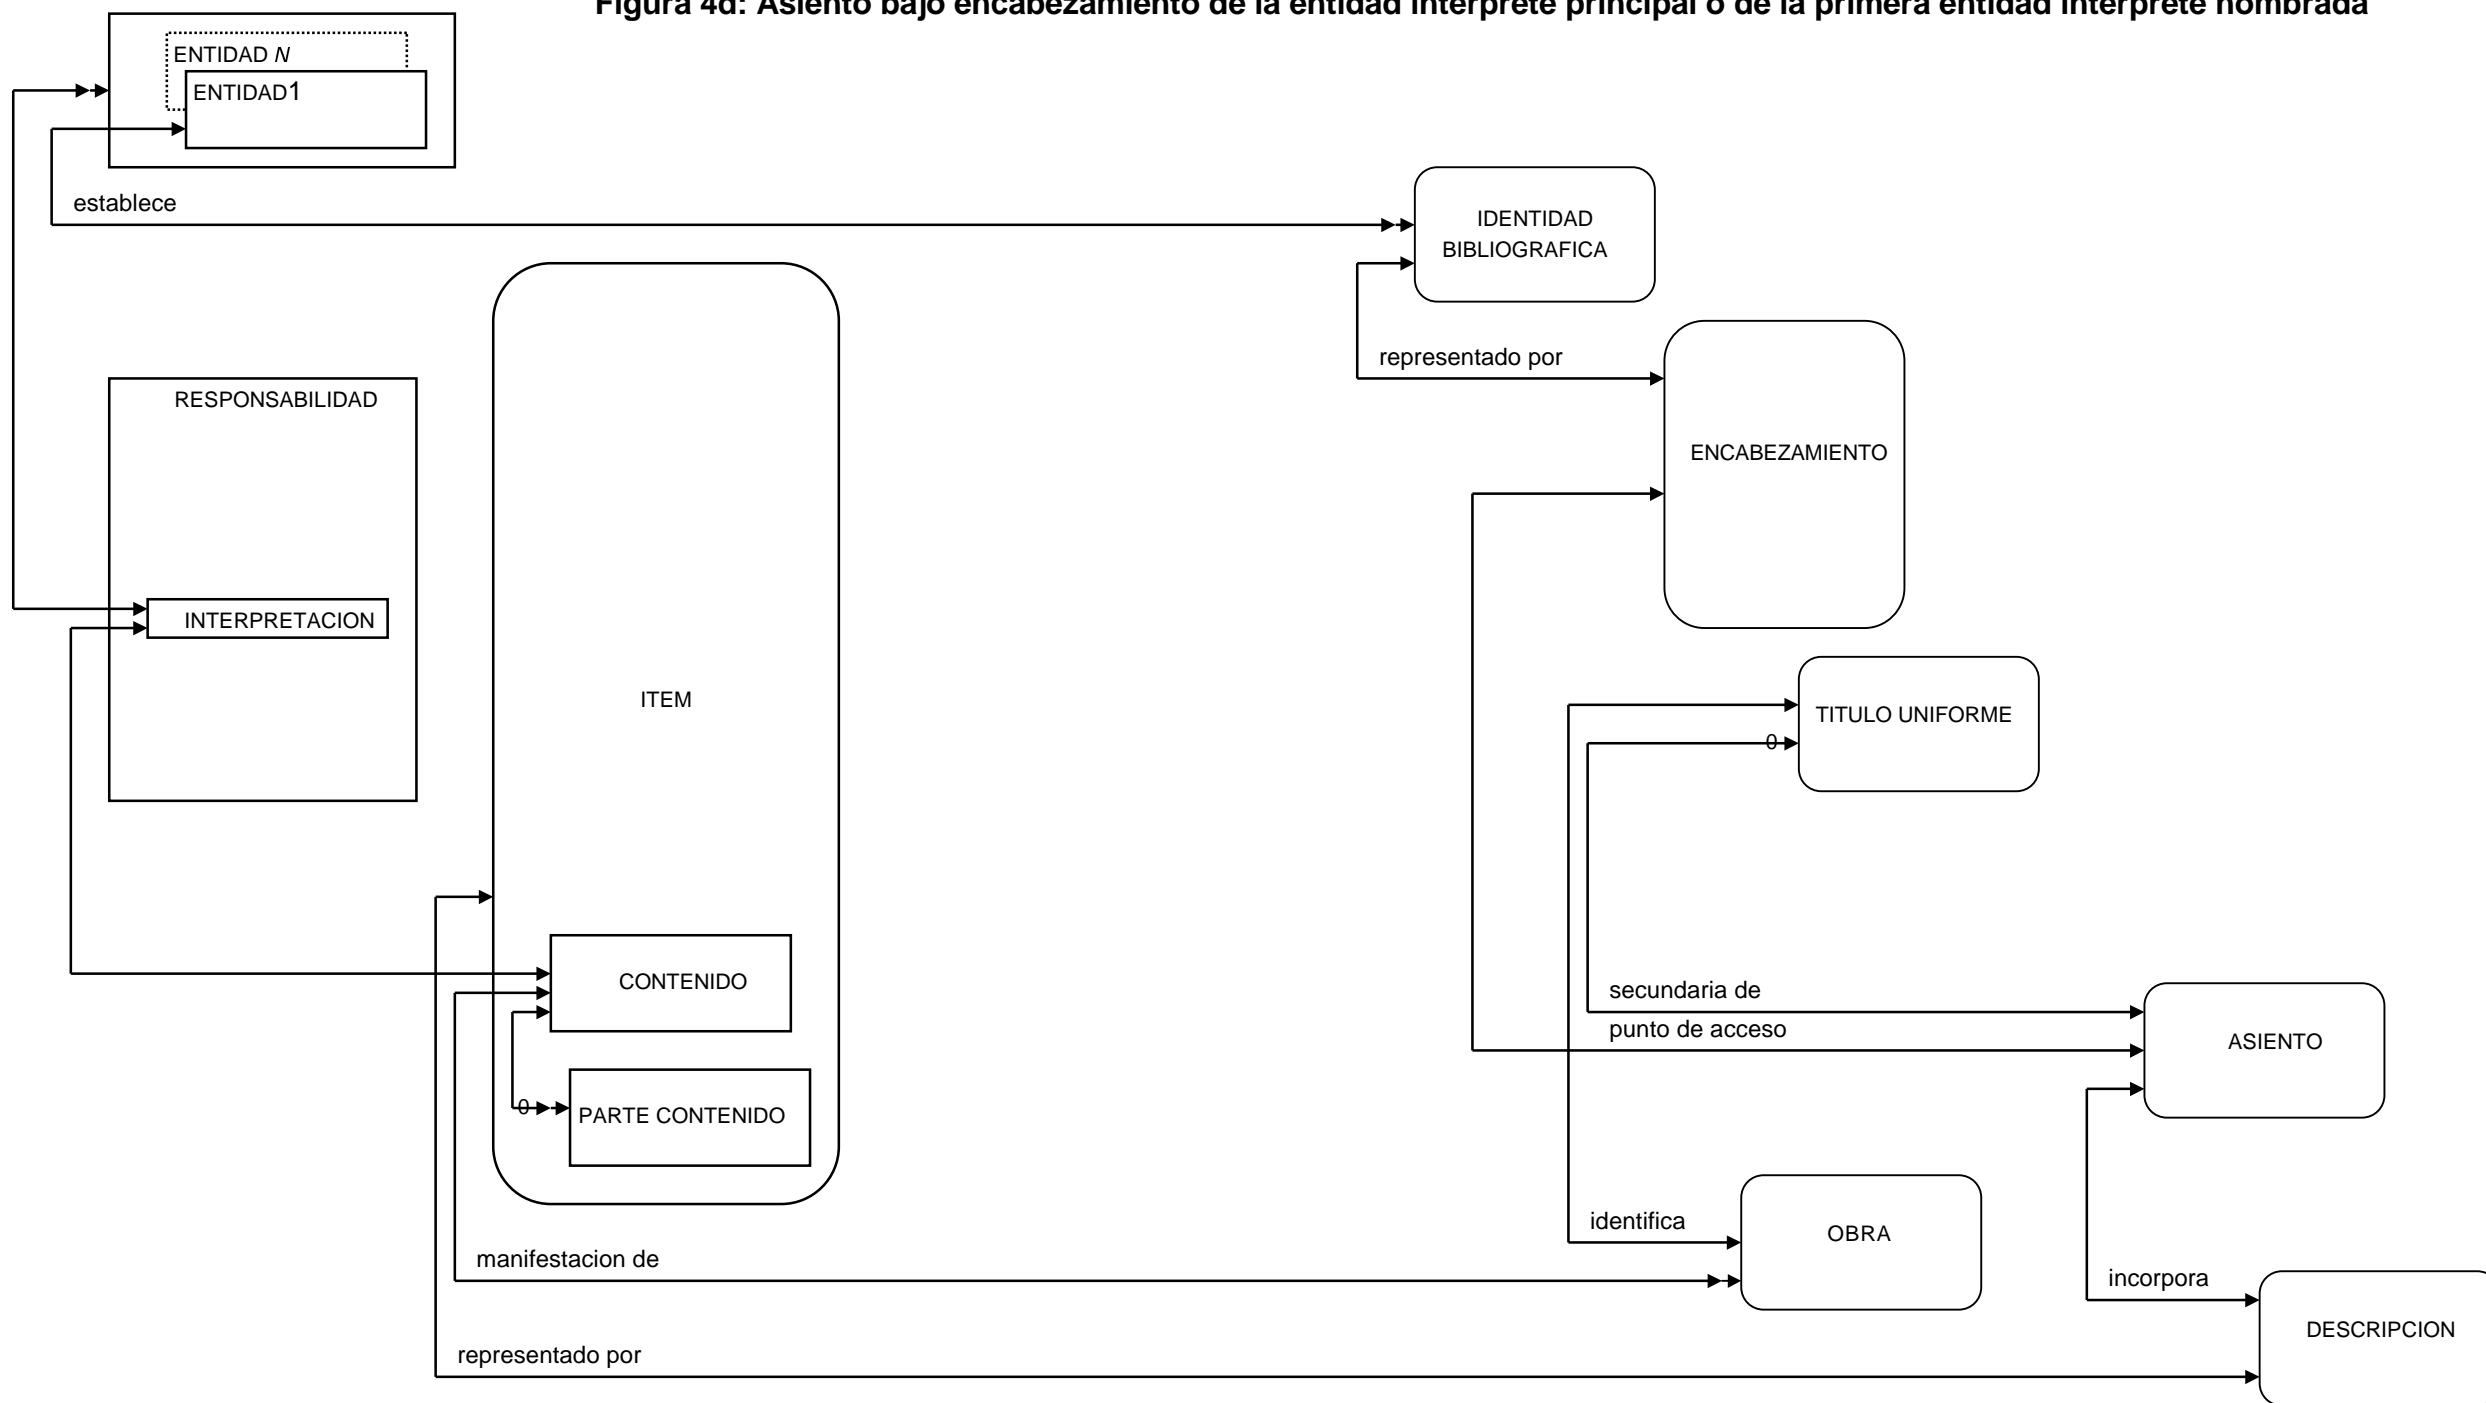 Figura 4d: Asiento bajo encabezamiento de la entidad intérprete principal o de la primera entidad intérprete nombrada
ENTIDAD N
ENTIDAD1
establece
IDENTIDAD
BIBLIOGRAFICA
representado por
RESPONSABILIDAD
ENCABEZAMIENTO
INTERPRETACION
ITEM
TITULO UNIFORME
0
CONTENIDO
secundaria de
punto de acceso
ASIENTO
0
PARTE CONTENIDO
identifica
OBRA
manifestacion de
incorpora
DESCRIPCION
representado por